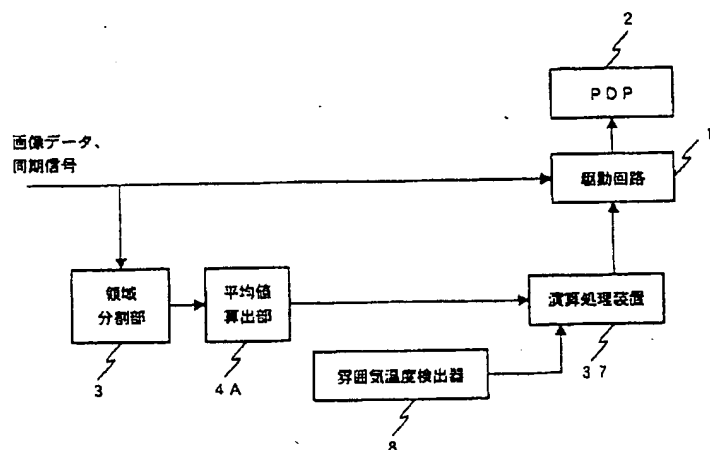 2
PDP
画像データ、
同期信号
1
駆動回路
領域
分割部
平均値
算出部
演算処理装置
3
4A
雰囲気温度検出器
37
8